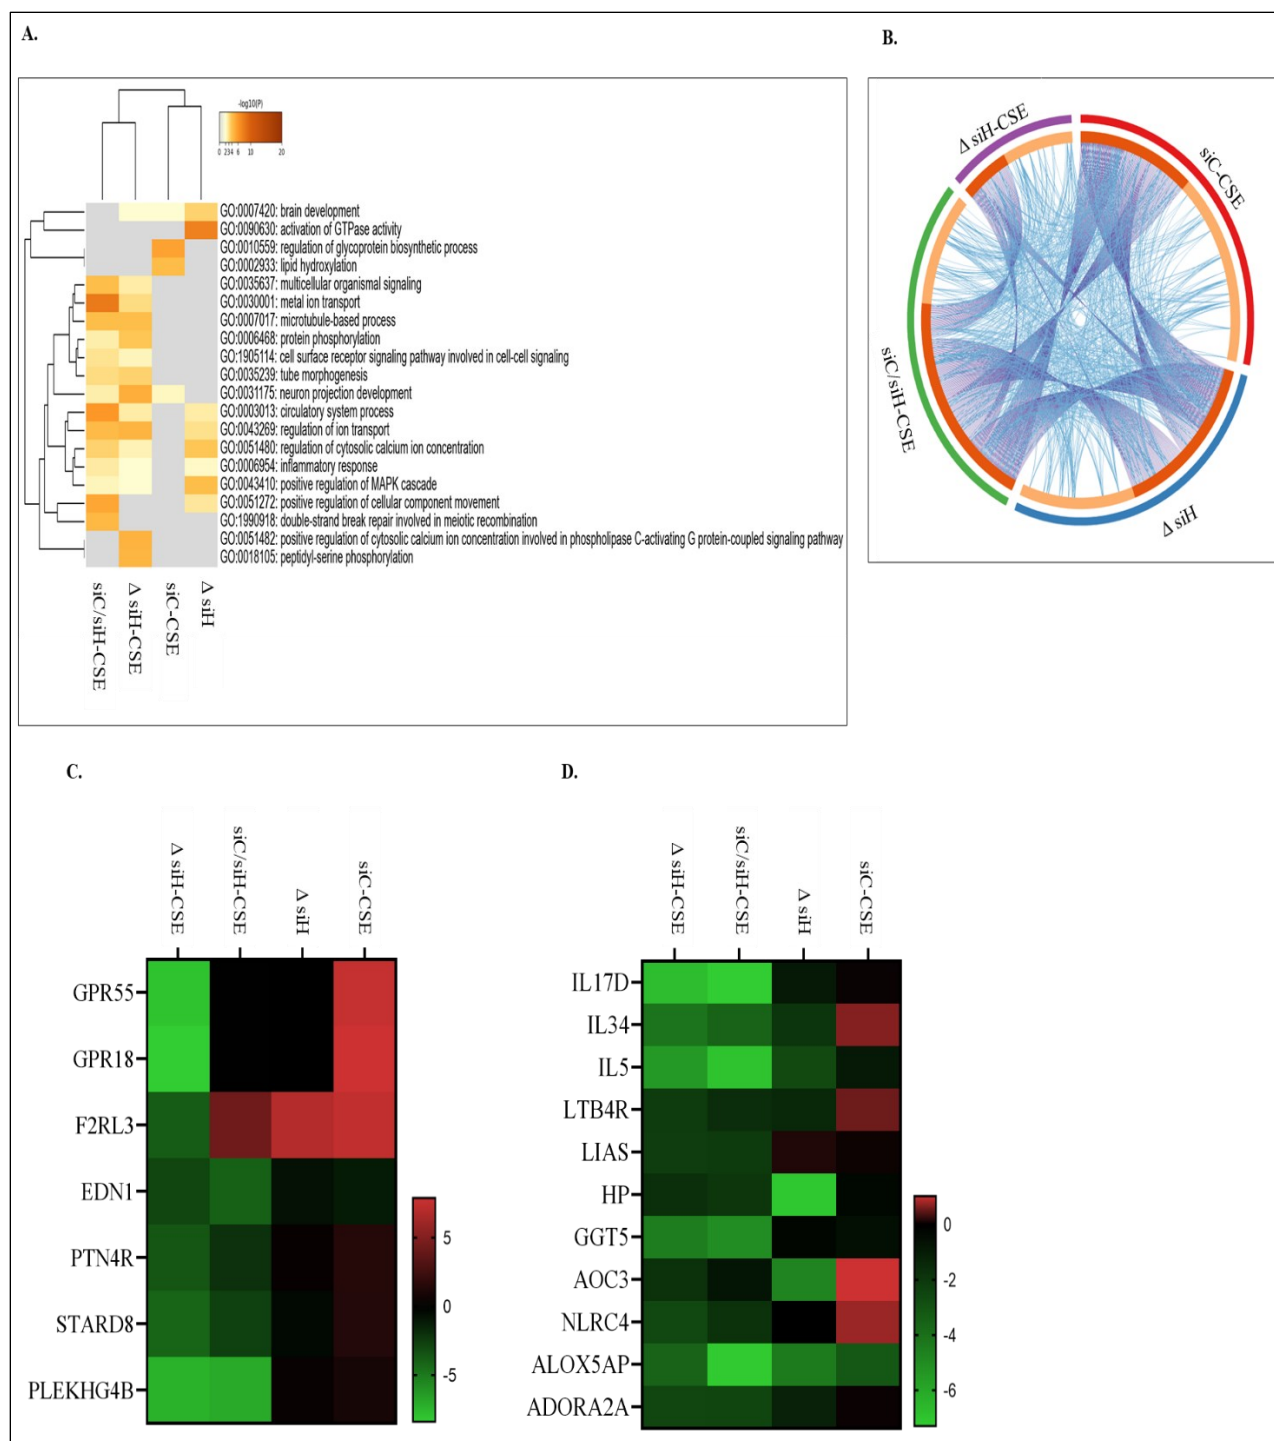 A.
B.
-log10(P)
0 234 6 10 20
GO:0007420: brain development
GO:0090630: activation of GTPase activity
GO:0010559: regulation of glycoprotein biosynthetic process
GO:0002933: lipid hydroxylation
GO:0035637: multicellular organismal signaling
GO:0030001: metal ion transport
GO:0007017: microtubule-based process
GO:0006468: protein phosphorylation
GO:1905114: cell surface receptor signaling pathway involved in cell-cell signaling
GO:0035239: tube morphogenesis
GO:0031175: neuron projection development
GO:0003013: circulatory system process
GO:0043269: regulation of ion transport
GO:0051480: regulation of cytosolic calcium ion concentration
GO:0006954: inflammatory response
GO:0043410: positive regulation of MAPK cascade
GO:0051272: positive regulation of cellular component movement
GO:1990918: double-strand break repair involved in meiotic recombination
GO:0051482: positive regulation of cytosolic calcium ion concentration involved in phospholipase C-activating G protein-coupled signaling pathway
GO:0018105: peptidyl-serine phosphorylation
siC/siH-CSE
Δ siH-CSE
siC-CSE
Δ siH
Δ siH-CSE
siC-CSE
siC/siH-CSE
Δ siH
C.
Δ siH-CSE
siC/siH-CSE
Δ siH
siC-CSE
GPR55
GPR18
F2RL3
EDN1
PTN4R
STARD8
PLEKHG4B
5
0
-5
D.
Δ siH-CSE
siC/siH-CSE
Δ siH
siC-CSE
IL17D
IL34
IL5
LTB4R
LIAS
HP
GGT5
AOC3
NLRC4
ALOX5AP
ADORA2A
0
-2
-4
-6